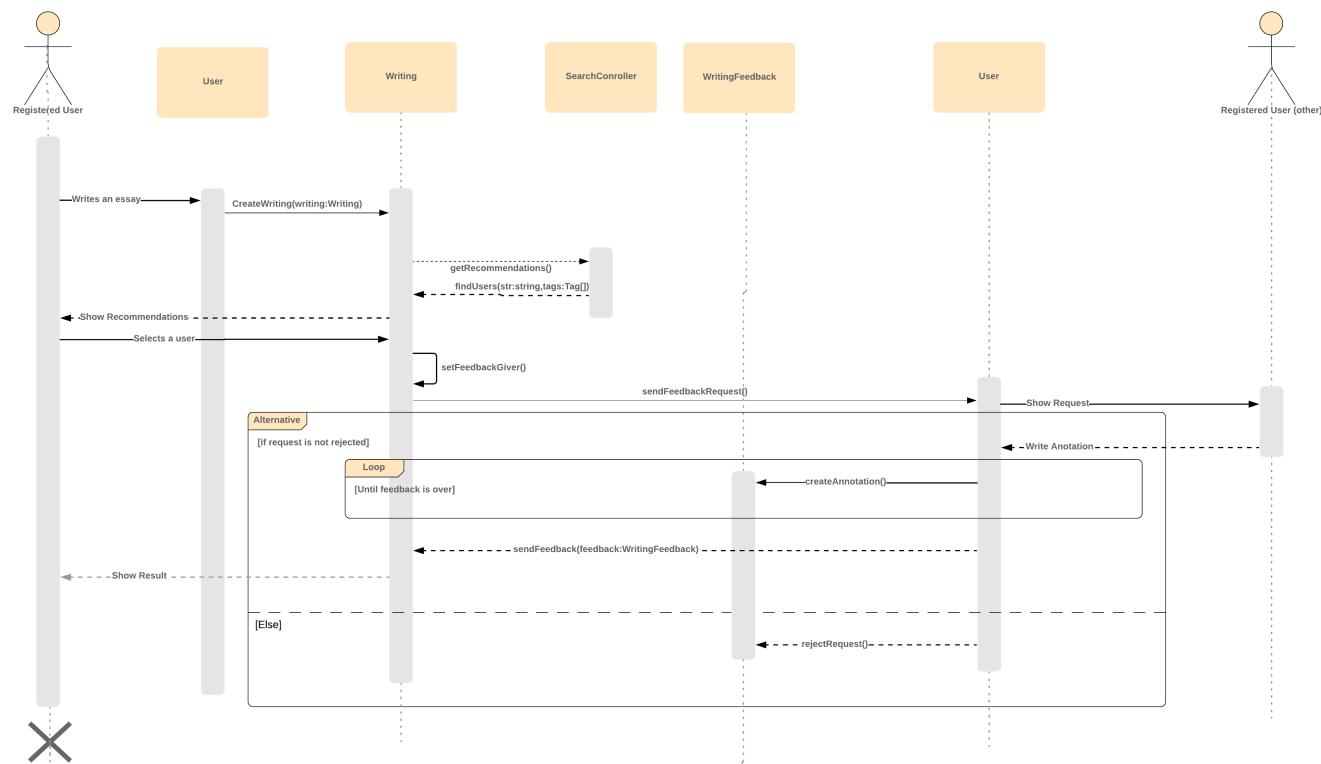 Registered User
User
Writing
SearchConroller
WritingFeedback
User
Registered User (other)
Writes an essay
CreateWriting(writing:Writing)
getRecommendations()
findUsers(str:string,tags:Tag[])
Show Recommendations
Selects a user
setFeedbackGiver()
sendFeedbackRequest()
Show Request
Alternative
[if request is not rejected]
Write Anotation
Loop
[Until feedback is over]
createAnnotation()
sendFeedback(feedback:WritingFeedback)
Show Result
[Else]
rejectRequest()